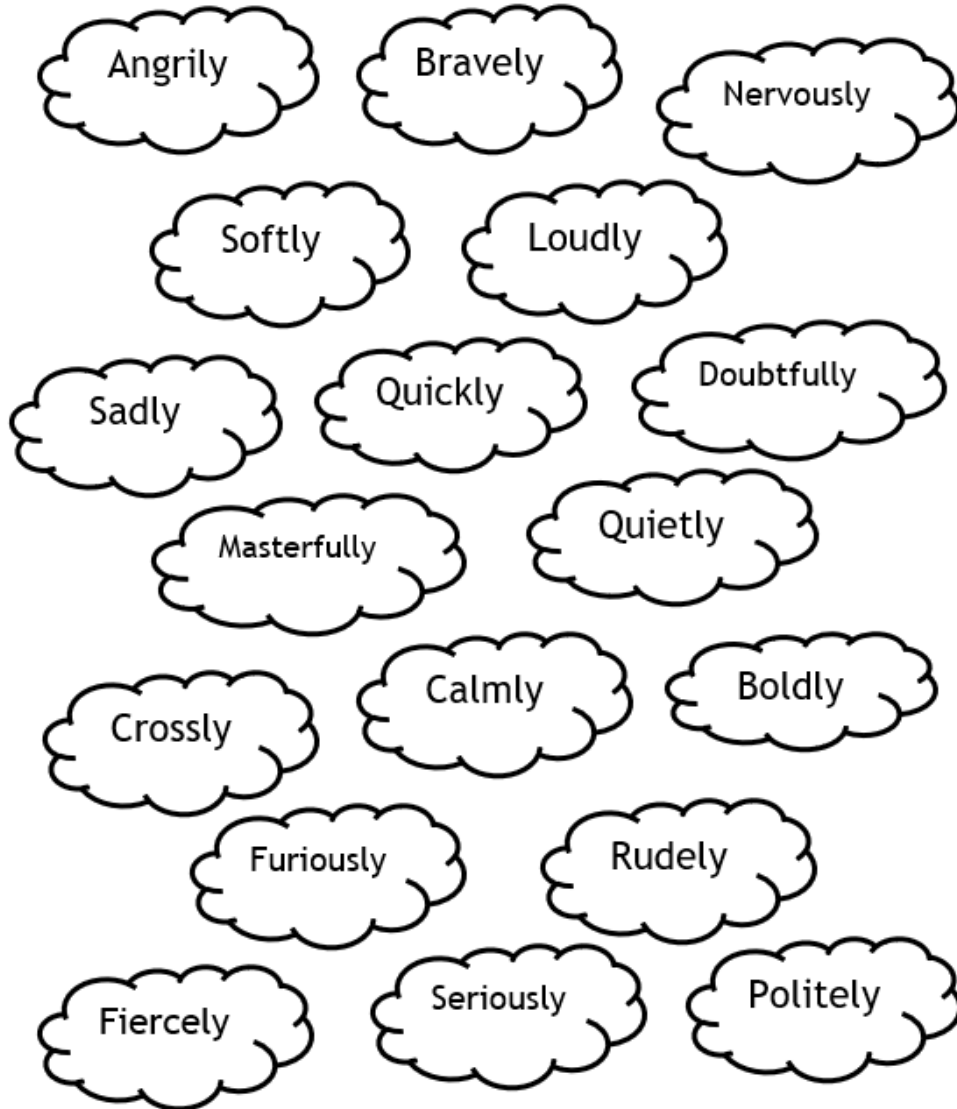 Angrily
Bravely
Nervously
Softly
Loudly
Sadly
Quickly
Doubtfully
Masterfully
Quietly
Crossly
Calmly
Boldly
Furiously
Rudely
Fiercely
Seriously
Politely